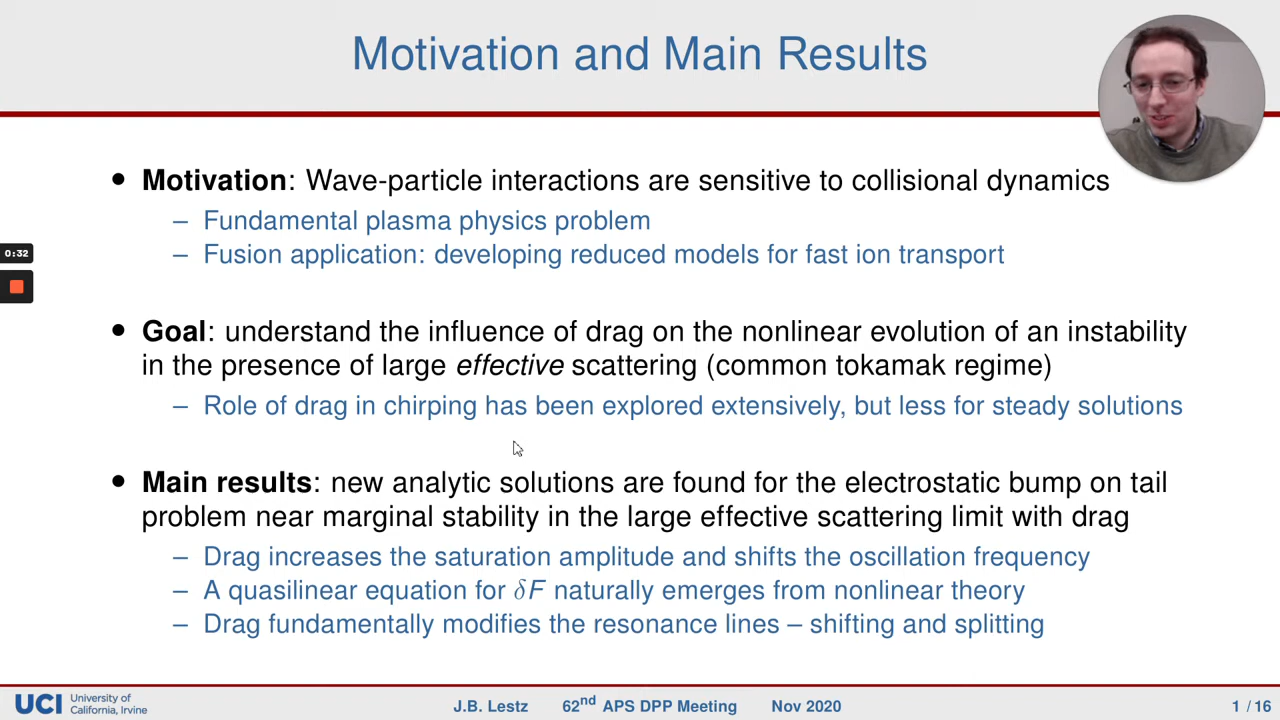 Motivation and Main Results
• Motivation: Wave-particle interactions are sensitive to collisional dynamics
– Fundamental plasma physics problem
0:32
– Fusion application: developing reduced models for fast ion transport
• Goal: understand the influence of drag on the nonlinear evolution of an instability
in the presence of large effective scattering (common tokamak regime)
– Role of drag in chirping has been explored extensively, but less for steady solutions
• Main results: new analytic solutions are found for the electrostatic bump on tail
problem near marginal stability in the large effective scattering limit with drag
– Drag increases the saturation amplitude and shifts the oscillation frequency
– A quasilinear equation for δF naturally emerges from nonlinear theory
– Drag fundamentally modifies the resonance lines – shifting and splitting
UCI University of
California, Irvine
J.B. Lestz 62nd APS DPP Meeting Nov 2020 1 / 16